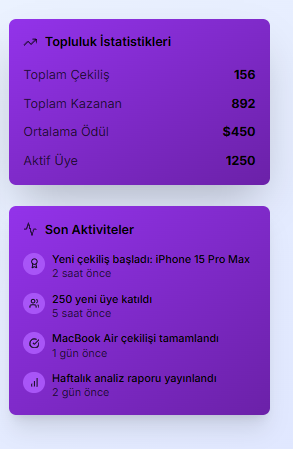 Topluluk İstatistikleri
Toplam Çekiliş 156
Toplam Kazanan 892
Ortalama Ödül $450
Aktif Üye 1250
Son Aktiviteler
Yeni çekiliş başladı: iPhone 15 Pro Max
2 saat önce
250 yeni üye katıldı
5 saat önce
MacBook Air çekilişi tamamlandı
1 gün önce
Haftalık analiz raporu yayınlandı
2 gün önce